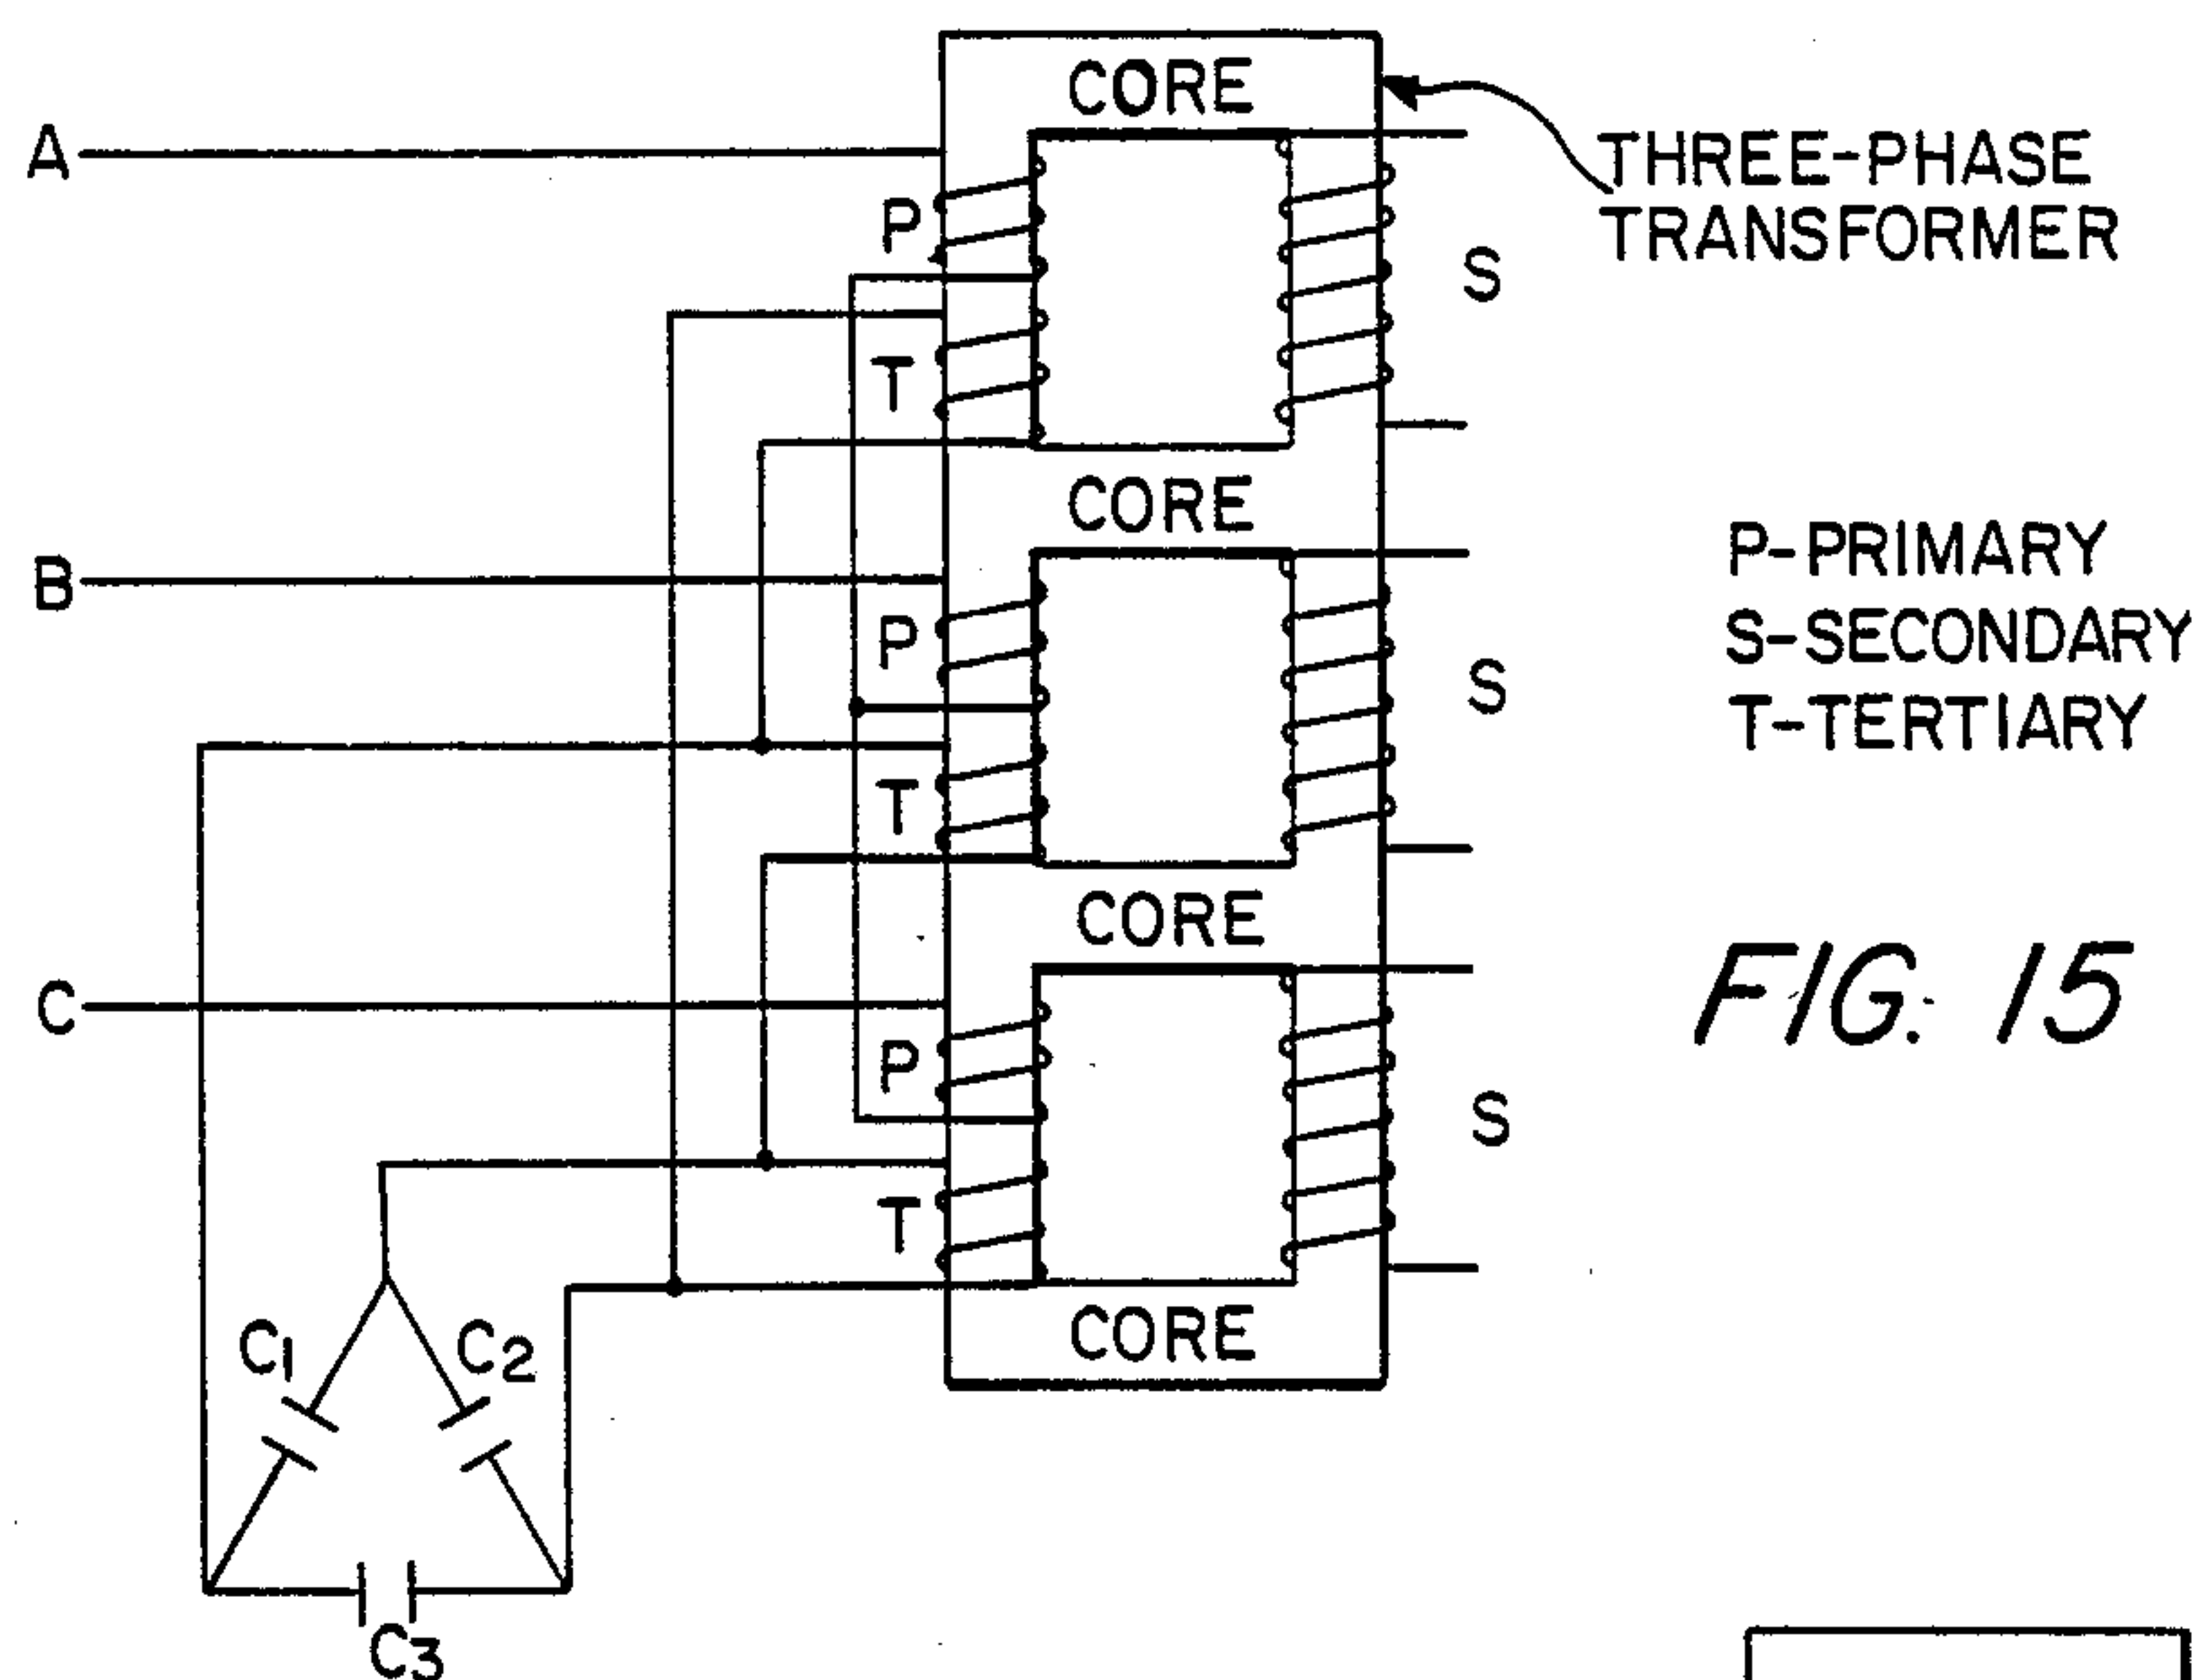 CORE
A
THREE-PHASE
TRANSFORMER
P
S
T
CORE
B
P-PRIMARY
S-SECONDARY
T-TERTIARY
P
S
T
CORE
C
FIG. 15
P
S
T
CORE
C1
C2
C3